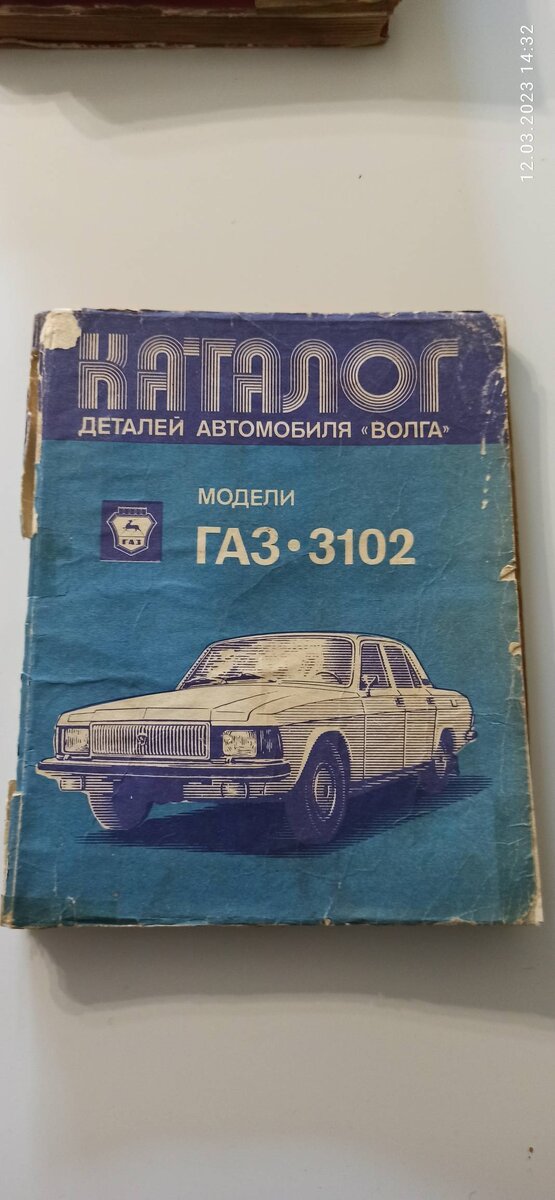 12.03.2023 14:32
КАТАЛОГ
ДЕТАЛЕЙ АВТОМОБИЛЯ «ВОЛГА»
МОДЕЛИ
ГАЗ
ГАЗ·3102